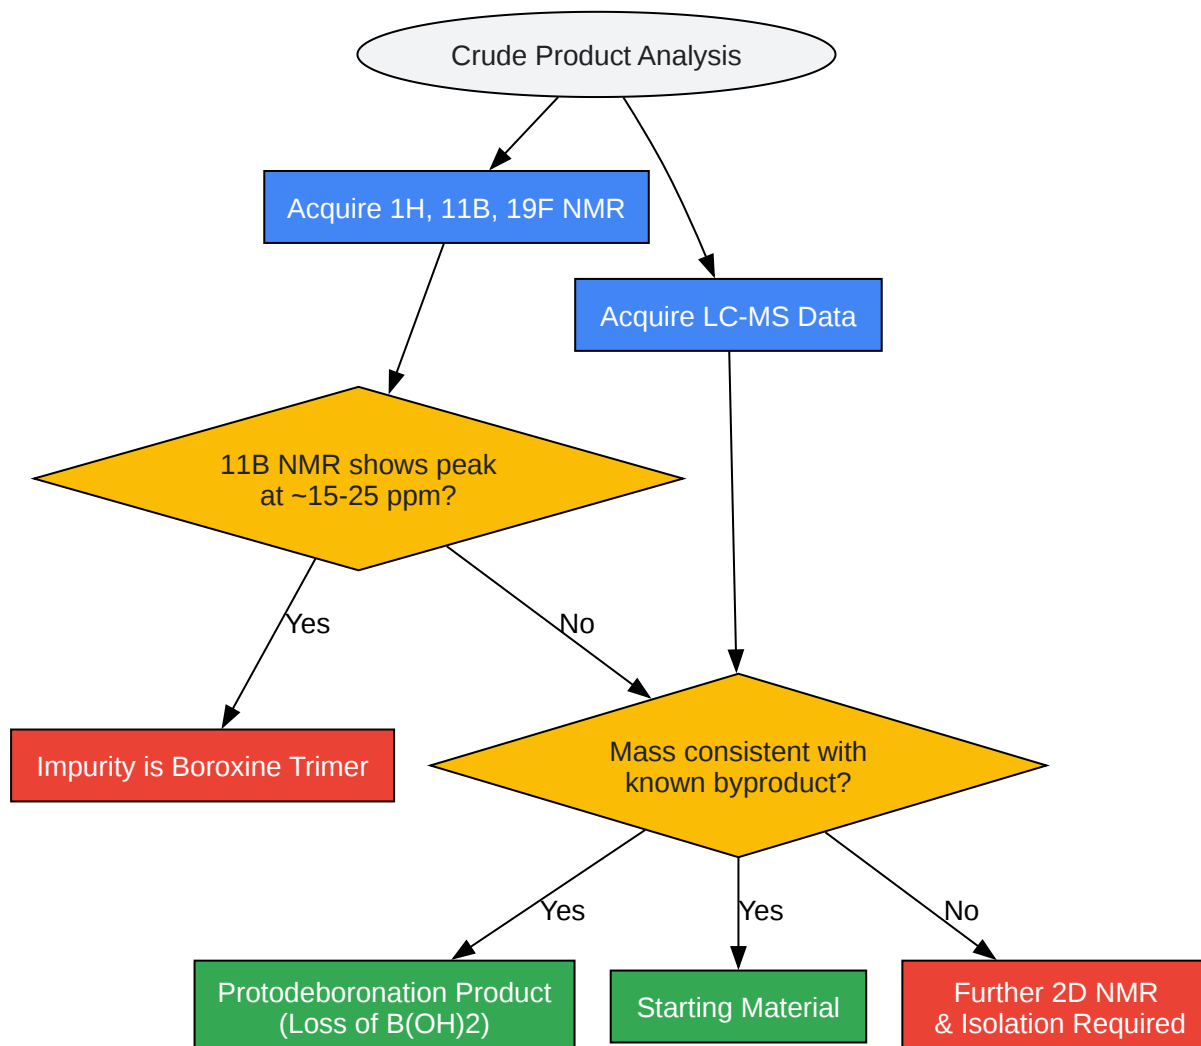 Crude Product Analysis
Acquire 1H, 11B, 19F NMR
Acquire LC-MS Data
11B NMR shows peak
at ~15-25 ppm?
Yes
No
Impurity is Boroxine Trimer
Mass consistent with
known byproduct?
Yes
Yes
No
Protodeboronation Product
(Loss of B(OH)2)
Starting Material
Further 2D NMR
& Isolation Required